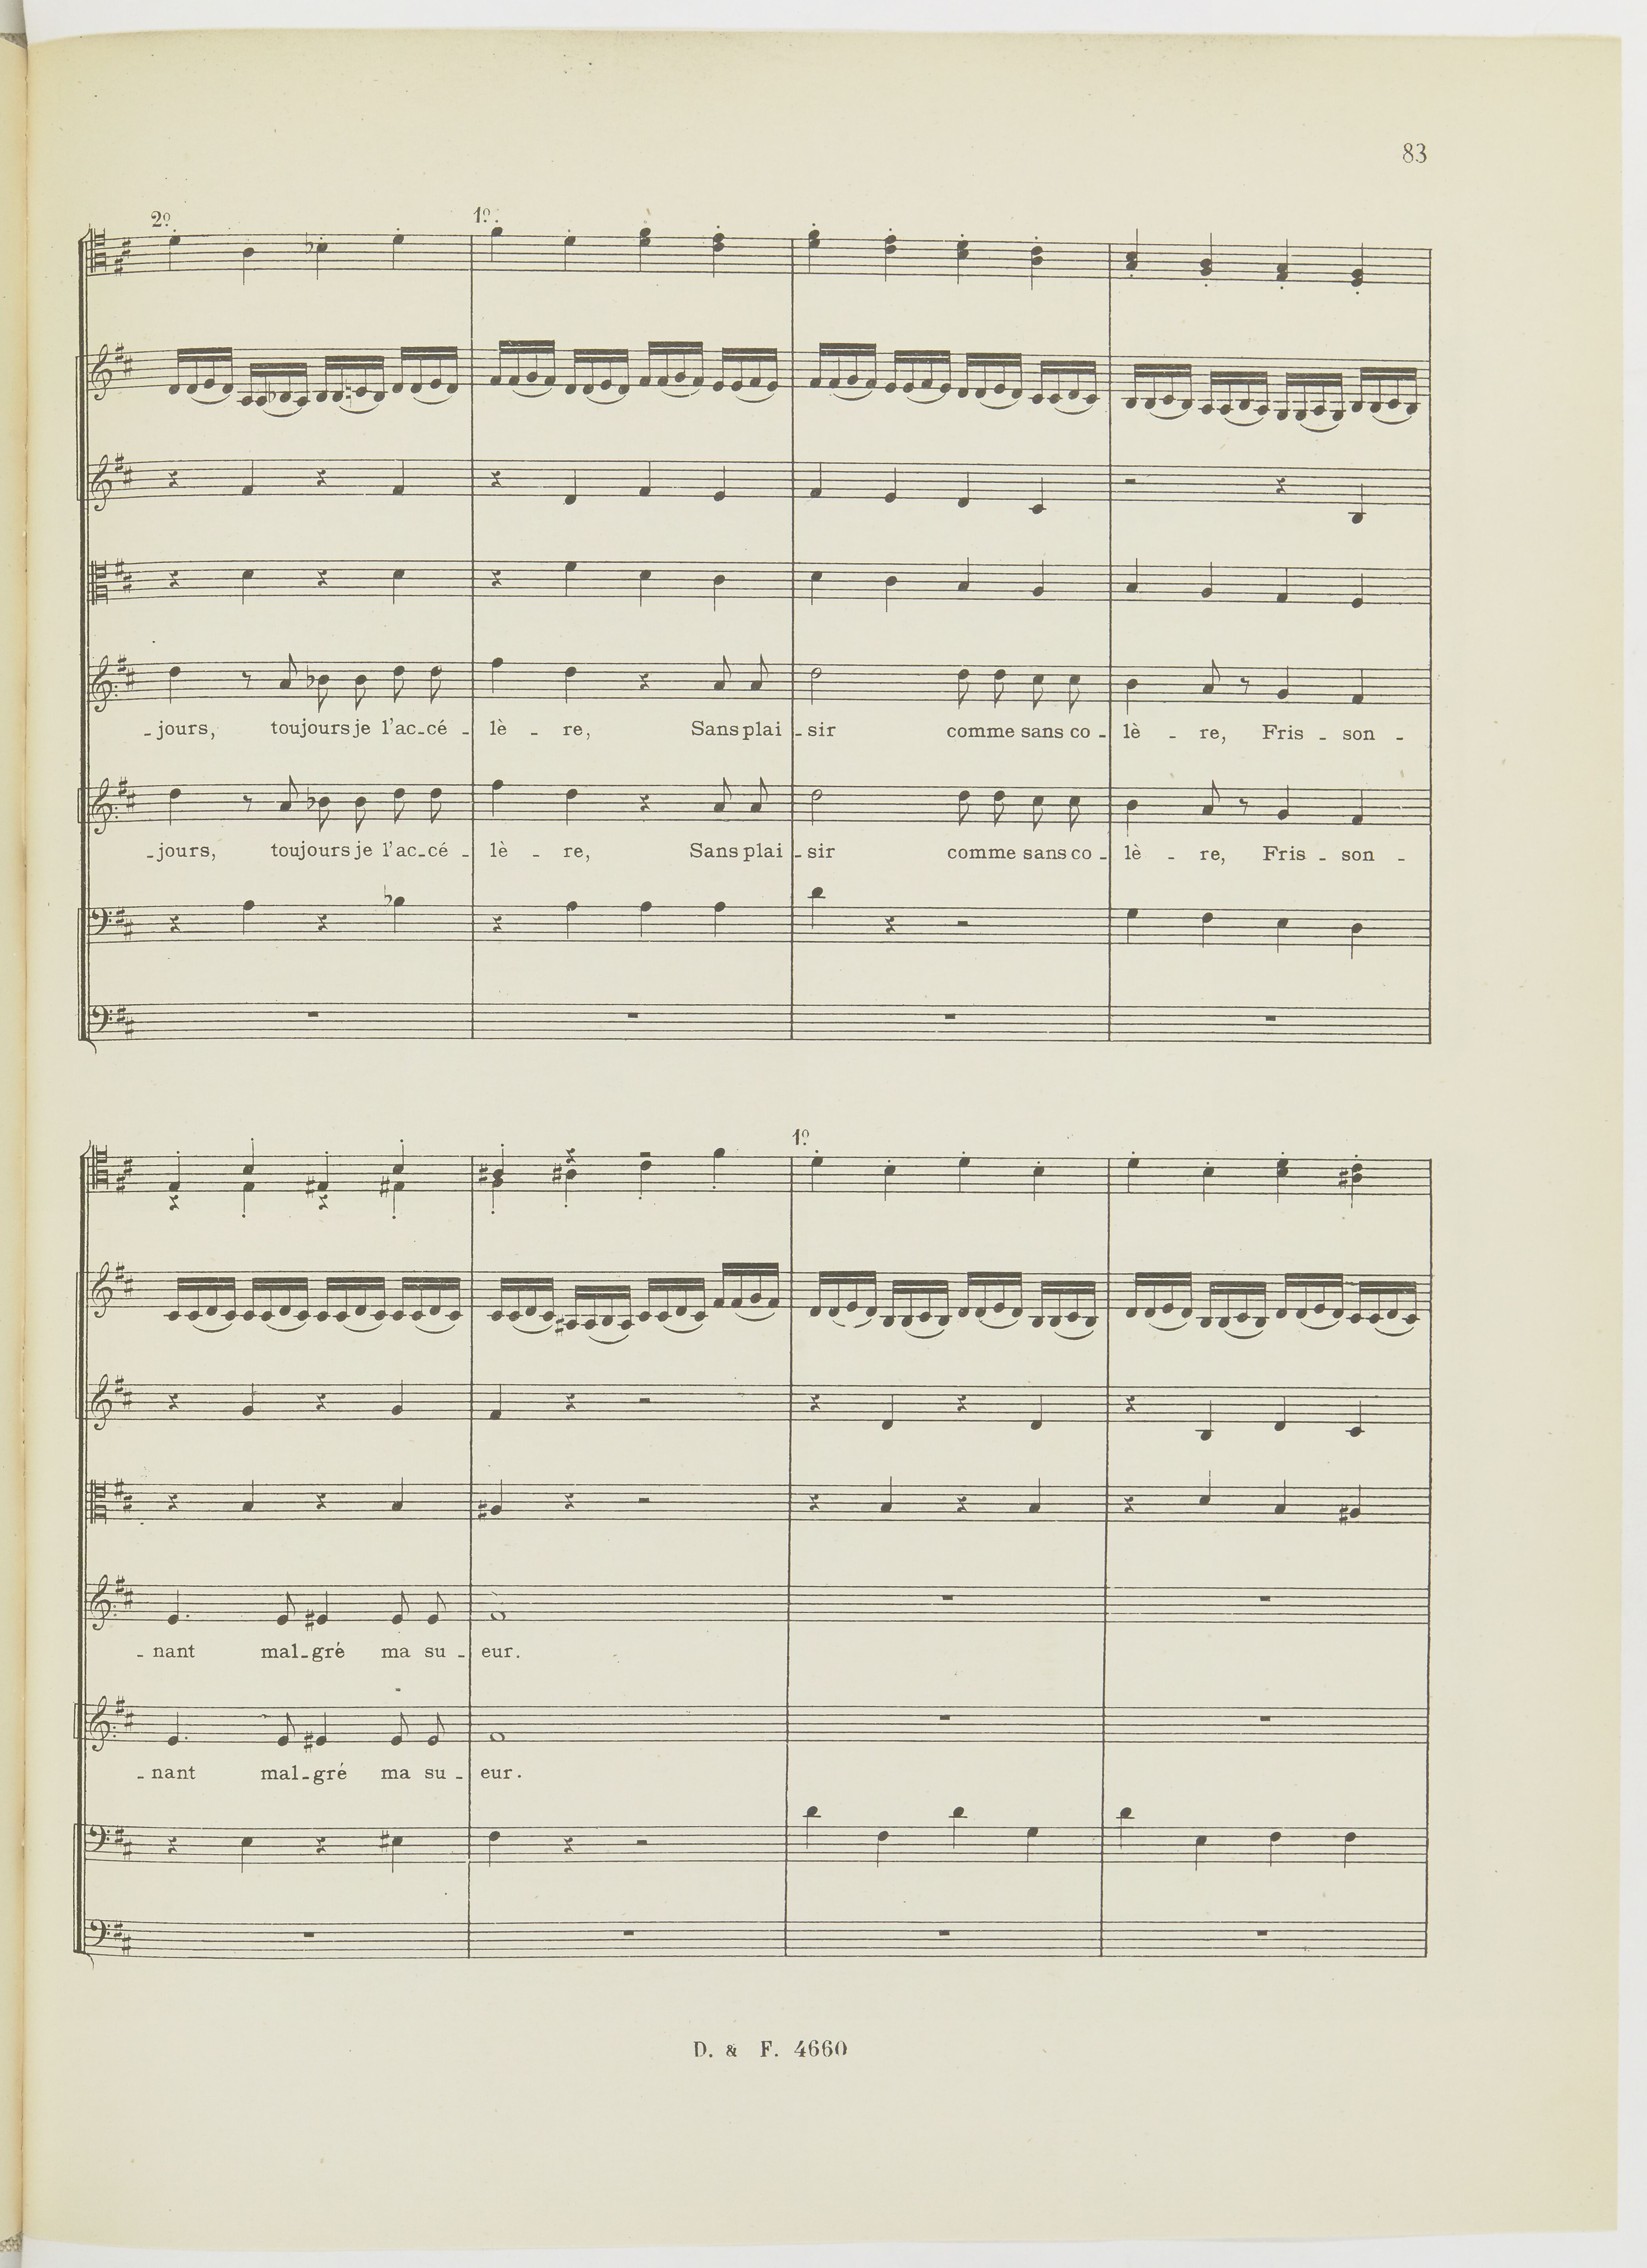 83
2º
1º.
-jours, toujours je l'ac-cé - lè - re, Sans plai - sir comme sans co - lè - re, Fris - son -
-jours, toujours je l'ac-cé - lè - re, Sans plai - sir comme sans co - lè - re, Fris - son -
1º
- nant mal-gré ma su - eur.
- nant mal-gré ma su - eur.
D. & F. 4660